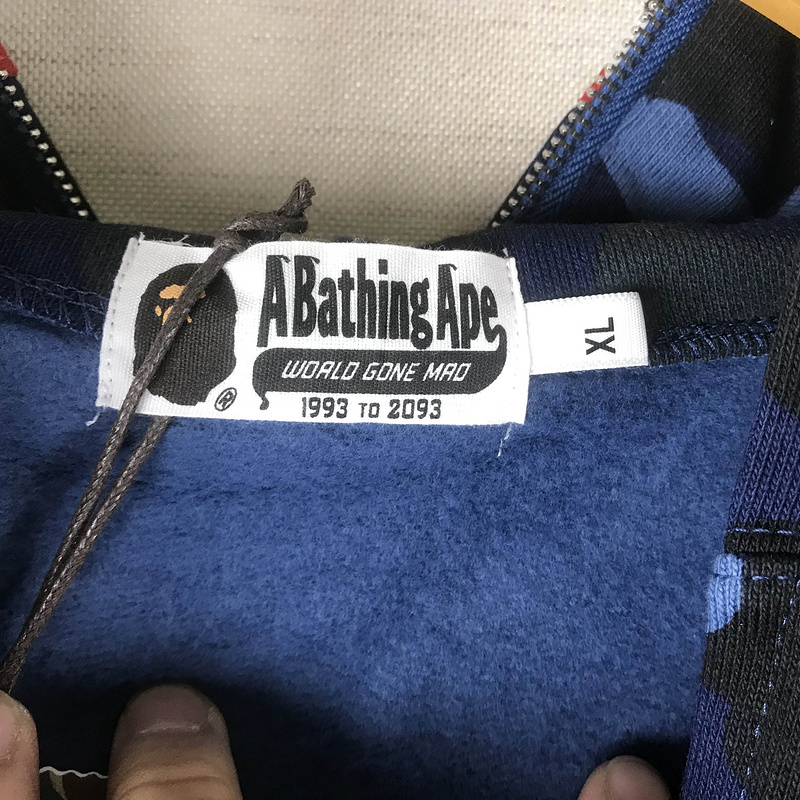 A Bathing Ape
WORLD GONE MAD
1993 TO 2093
®
XL